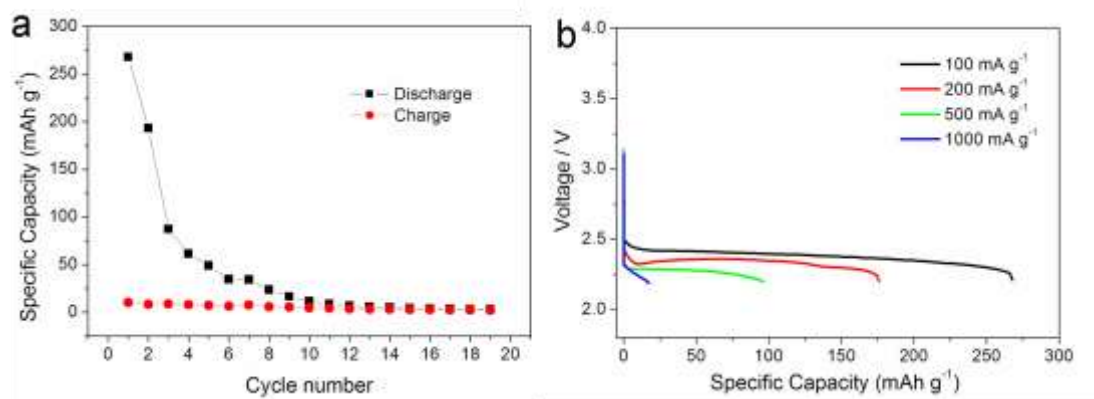 a
300
250
200
150
100
50
0
Specific Capacity (mAh g⁻¹)
Discharge
Charge
0 2 4 6 8 10 12 14 16 18 20
Cycle number
b
4.0
3.5
3.0
2.5
2.0
Voltage / V
100 mA g⁻¹
200 mA g⁻¹
500 mA g⁻¹
1000 mA g⁻¹
0 50 100 150 200 250 300
Specific Capacity (mAh g⁻¹)